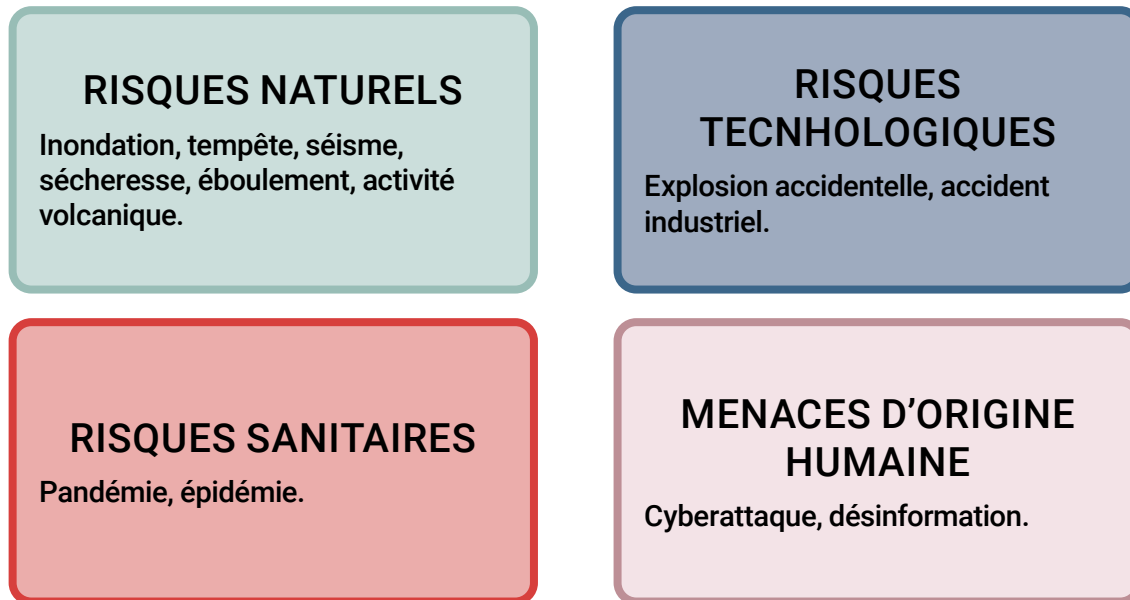 RISQUES NATURELS
Inondation, tempête, séisme,
sécheresse, éboulement, activité
volcanique.
RISQUES
TECNHOLOGIQUES
Explosion accidentelle, accident
industriel.
RISQUES SANITAIRES
Pandémie, épidémie.
MENACES D’ORIGINE
HUMAINE
Cyberattaque, désinformation.